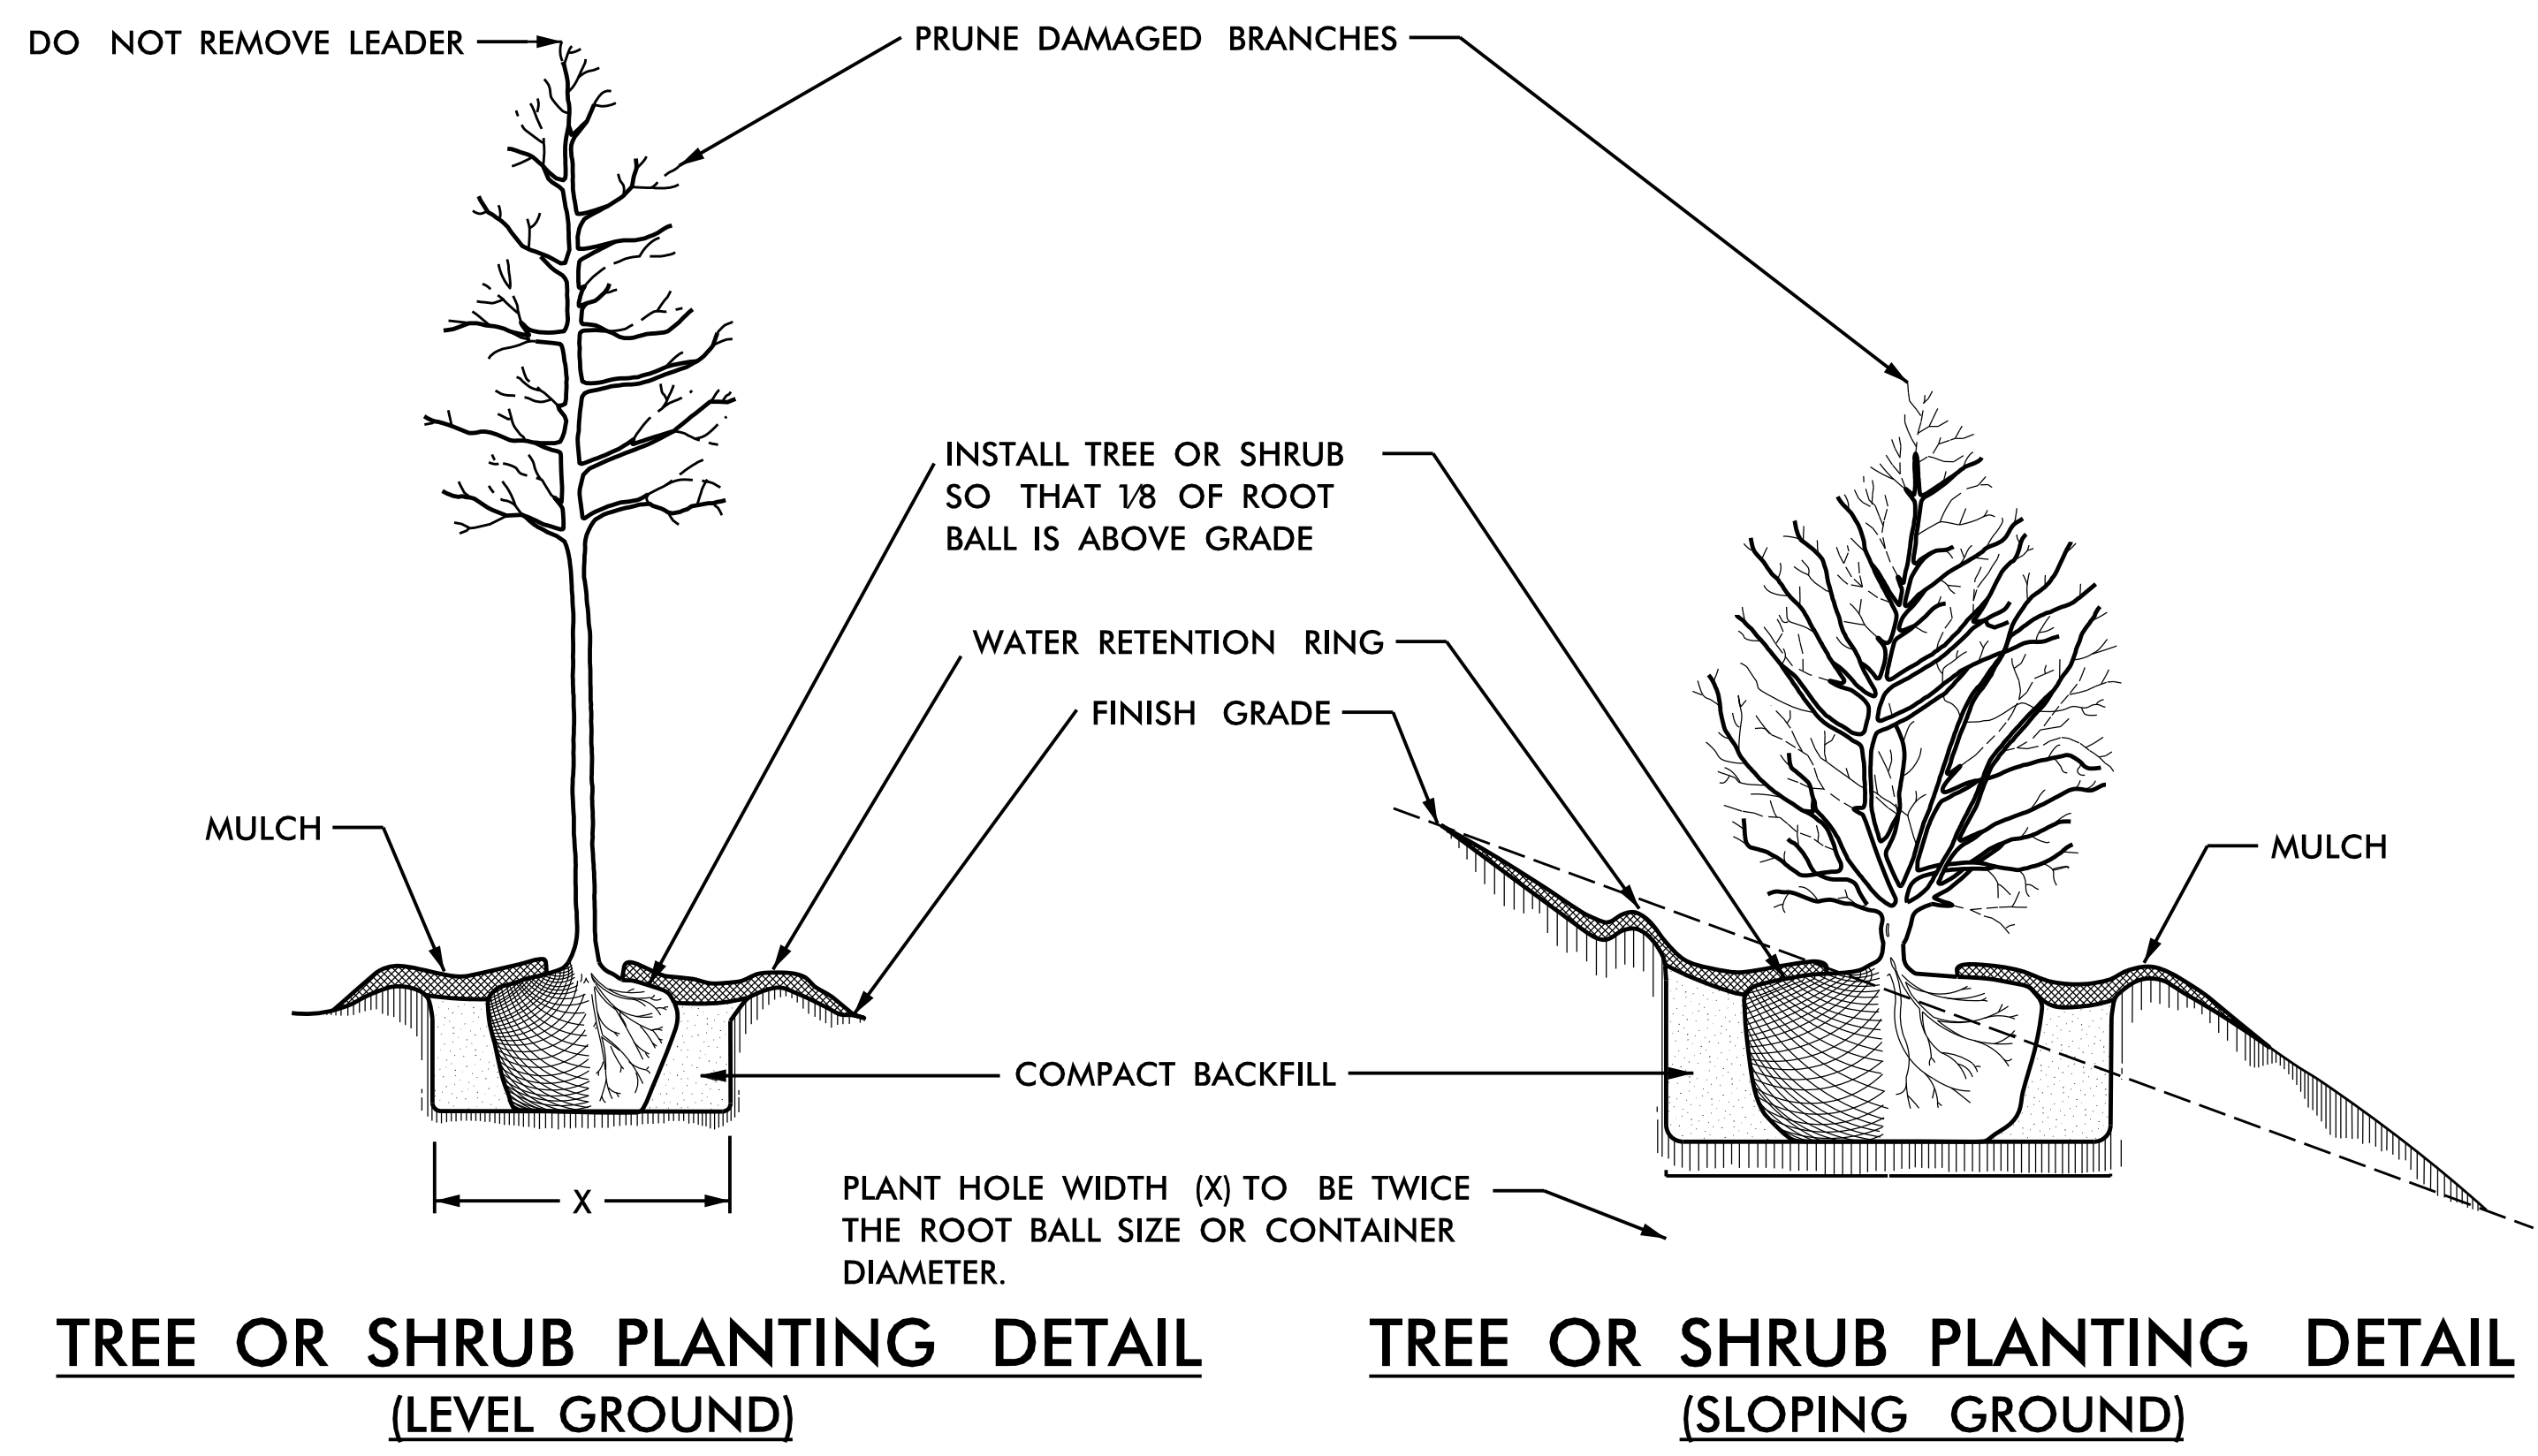 DO NOT REMOVE LEADER
PRUNE DAMAGED BRANCHES
INSTALL TREE OR SHRUB
SO THAT 1/8 OF ROOT
BALL IS ABOVE GRADE
WATER RETENTION RING
FINISH GRADE
MULCH
MULCH
COMPACT BACKFILL
X
PLANT HOLE WIDTH (X) TO BE TWICE
THE ROOT BALL SIZE OR CONTAINER
DIAMETER.
TREE OR SHRUB PLANTING DETAIL
(LEVEL GROUND)
TREE OR SHRUB PLANTING DETAIL
(SLOPING GROUND)